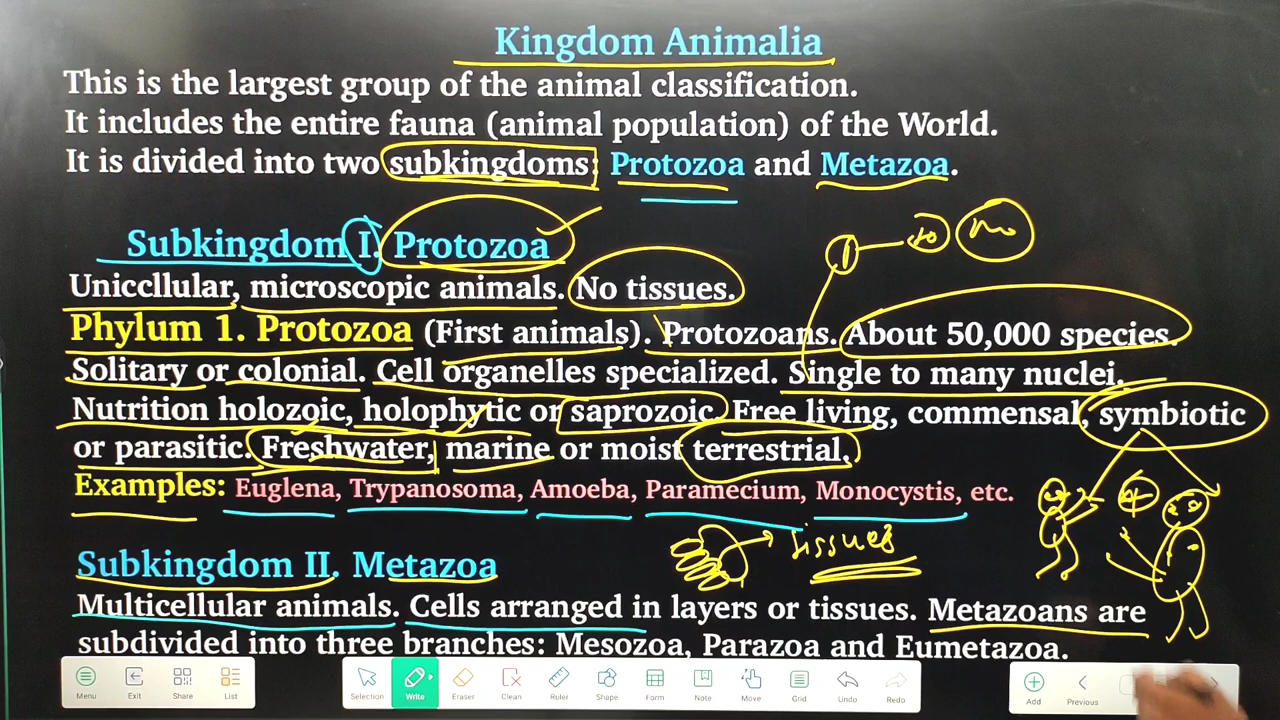 Kingdom Animalia
This is the largest group of the animal classification.
It includes the entire fauna (animal population) of the World.
It is divided into two subkingdoms: Protozoa and Metazoa.
Subkingdom I. Protozoa
Uniccllular, microscopic animals. No tissues.
Phylum 1. Protozoa (First animals). Protozoans. About 50,000 species.
Solitary or colonial. Cell organelles specialized. Single to many nuclei.
Nutrition holozoic, holophytic or saprozoic. Free living, commensal, symbiotic
or parasitic. Freshwater, marine or moist terrestrial,
Examples: Euglena, Trypanosoma, Amoeba, Paramecium, Monocystis, etc.
Tissues
Subkingdom II. Metazoa
Multicellular animals. Cells arranged in layers or tissues. Metazoans are
subdivided into three branches: Mesozoa, Parazoa and Eumetazoa.
Menu Exit Share List Selection Write Eraser Clean Ruler Shape Form Note Move Grid Undo Redo Add Previous